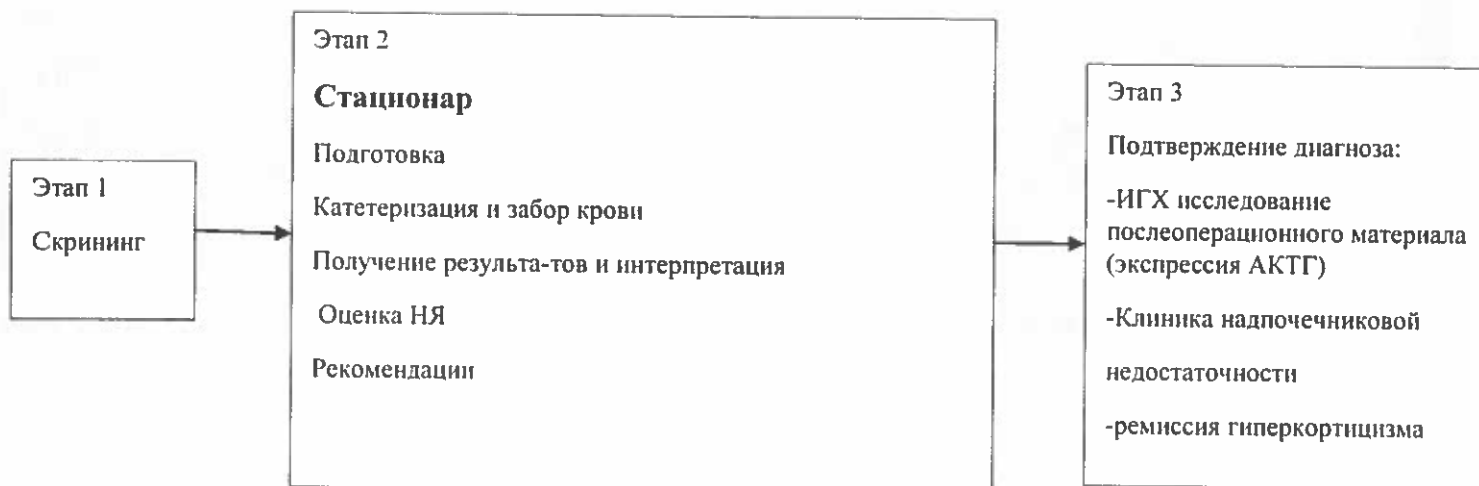 Этап 1
Скрининг
Этап 2
Стационар
Подготовка
Катетеризация и забор крови
Получение результа-тов и интерпретация
Оценка НЯ
Рекомендации
Этап 3
Подтверждение диагноза:
-ИГХ исследование
послеоперационного материала
(экспрессия АКТГ)
-Клиника надпочечниковой
недостаточности
-ремиссия гиперкортицизма